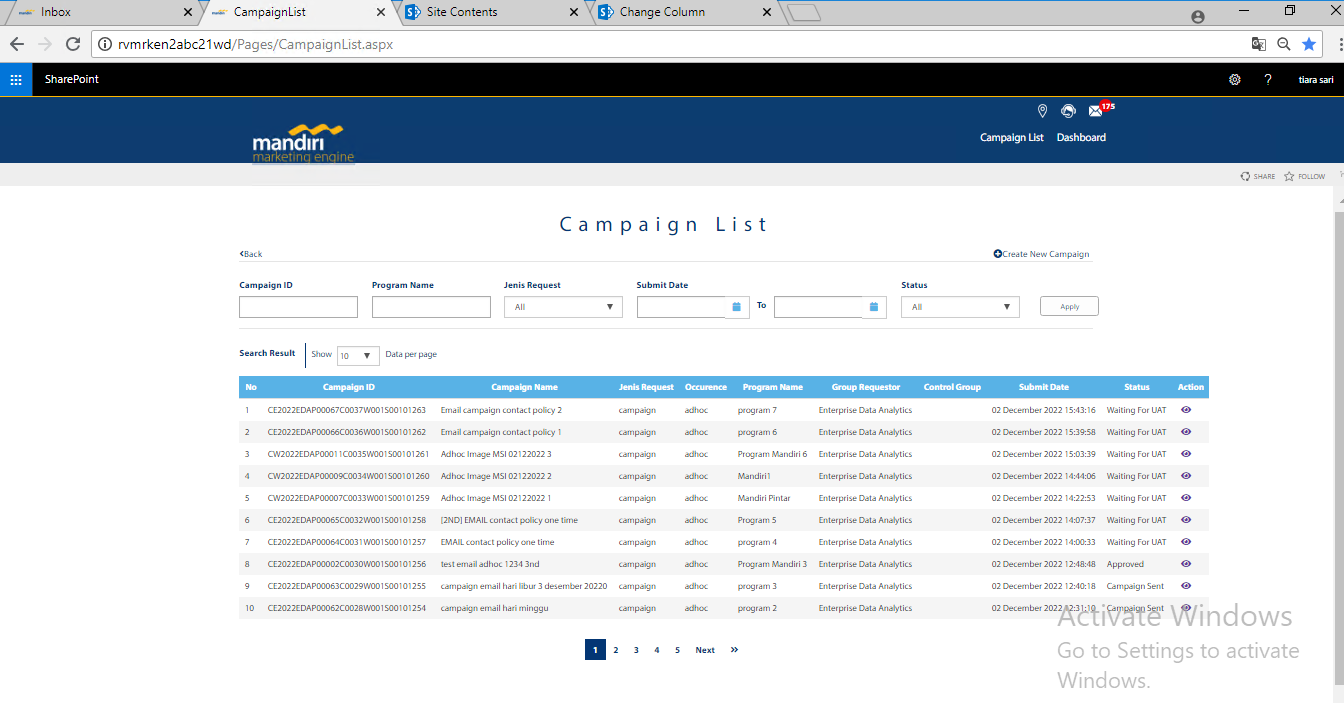 Inbox CampaignList Site Contents Change Column
rvmrken2abc21wd/Pages/CampaignList.aspx
SharePoint ? tiara sari
175
mandiri
marketing engine
Campaign List Dashboard
SHARE FOLLOW
Campaign List
Back Create New Campaign
Campaign ID Program Name Jenis Request Submit Date Status
All To All Apply
Search Result Show 10 Data per page
No Campaign ID Campaign Name Jenis Request Occurence Program Name Group Requestor Control Group Submit Date Status Action
1 CE2022EDAP00067C0037W001S00101263 Email campaign contact policy 2 campaign adhoc program 7 Enterprise Data Analytics 02 December 2022 15:43:16 Waiting For UAT
2 CE2022EDAP00066C0036W001S00101262 Email campaign contact policy 1 campaign adhoc program 6 Enterprise Data Analytics 02 December 2022 15:39:58 Waiting For UAT
3 CW2022EDAP00011C0035W001S00101261 Adhoc Image MSI 02122022 3 campaign adhoc Program Mandiri 6 Enterprise Data Analytics 02 December 2022 15:03:39 Waiting For UAT
4 CW2022EDAP00009C0034W001S00101260 Adhoc Image MSI 02122022 2 campaign adhoc Mandiri1 Enterprise Data Analytics 02 December 2022 14:44:06 Waiting For UAT
5 CW2022EDAP00007C0033W001S00101259 Adhoc Image MSI 02122022 1 campaign adhoc Mandiri Pintar Enterprise Data Analytics 02 December 2022 14:22:53 Waiting For UAT
6 CE2022EDAP00065C0032W001S00101258 [2ND] EMAIL contact policy one time campaign adhoc Program 5 Enterprise Data Analytics 02 December 2022 14:07:37 Waiting For UAT
7 CE2022EDAP00064C0031W001S00101257 EMAIL contact policy one time campaign adhoc program 4 Enterprise Data Analytics 02 December 2022 14:00:33 Waiting For UAT
8 CE2022EDAP00002C0030W001S00101256 test email adhoc 1234 3nd campaign adhoc Program Mandiri 3 Enterprise Data Analytics 02 December 2022 12:48:48 Approved
9 CE2022EDAP00063C0029W001S00101255 campaign email hari libur 3 desember 20220 campaign adhoc program 3 Enterprise Data Analytics 02 December 2022 12:40:18 Campaign Sent
10 CE2022EDAP00062C0028W001S00101254 campaign email hari minggu campaign adhoc program 2 Enterprise Data Analytics 02 December 2022 12:31:10 Campaign Sent
1 2 3 4 5 Next »
Activate Windows
Go to Settings to activate
Windows.